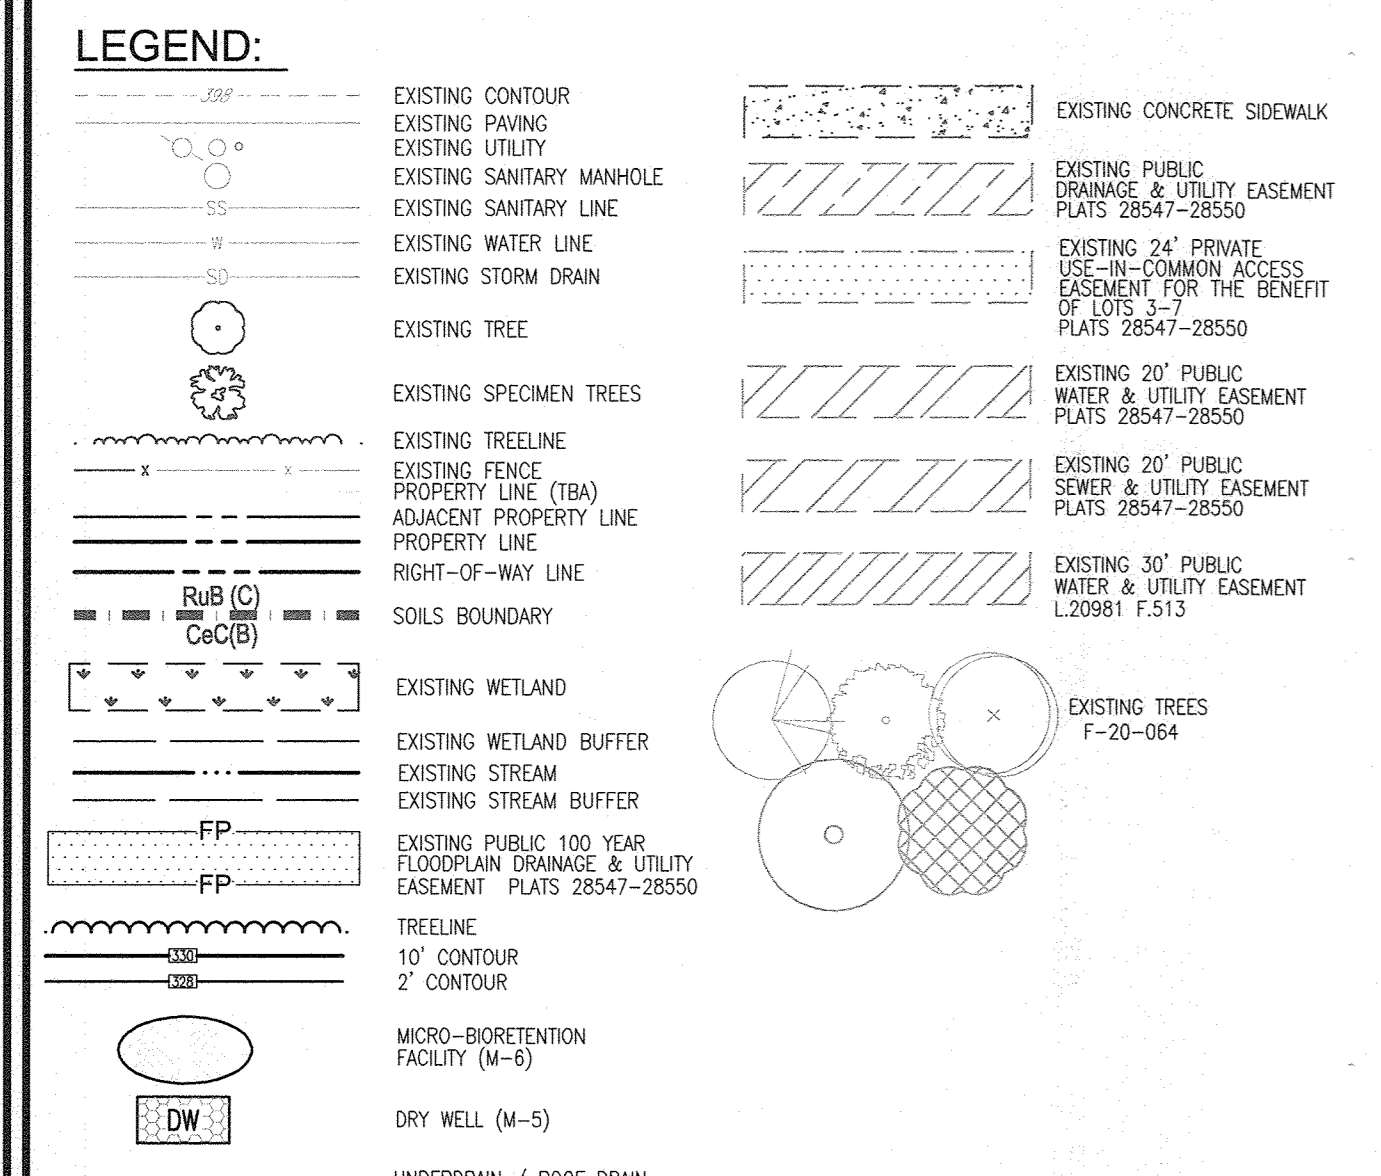 LEGEND:
398
EXISTING CONTOUR
EXISTING PAVING
EXISTING UTILITY
EXISTING SANITARY MANHOLE
SS
EXISTING SANITARY LINE
W
EXISTING WATER LINE
SD
EXISTING STORM DRAIN
EXISTING TREE
EXISTING SPECIMEN TREES
EXISTING TREELINE
X X
EXISTING FENCE
PROPERTY LINE (TBA)
ADJACENT PROPERTY LINE
PROPERTY LINE
RIGHT-OF-WAY LINE
RuB (C)
SOILS BOUNDARY
CeC(B)
EXISTING WETLAND
EXISTING WETLAND BUFFER
EXISTING STREAM
EXISTING STREAM BUFFER
FP
EXISTING PUBLIC 100 YEAR
FLOODPLAIN DRAINAGE & UTILITY
EASEMENT PLATS 28547-28550
FP
TREELINE
330
10' CONTOUR
328
2' CONTOUR
MICRO-BIORETENTION
FACILITY (M-6)
DW
DRY WELL (M-5)
UNDERDRAIN / ROOF DRAIN
EXISTING CONCRETE SIDEWALK
EXISTING PUBLIC
DRAINAGE & UTILITY EASEMENT
PLATS 28547-28550
EXISTING 24' PRIVATE
USE-IN-COMMON ACCESS
EASEMENT FOR THE BENEFIT
OF LOTS 3-7
PLATS 28547-28550
EXISTING 20' PUBLIC
WATER & UTILITY EASEMENT
PLATS 28547-28550
EXISTING 20' PUBLIC
SEWER & UTILITY EASEMENT
PLATS 28547-28550
EXISTING 30' PUBLIC
WATER & UTILITY EASEMENT
L.20981 F.513
EXISTING TREES
F-20-064